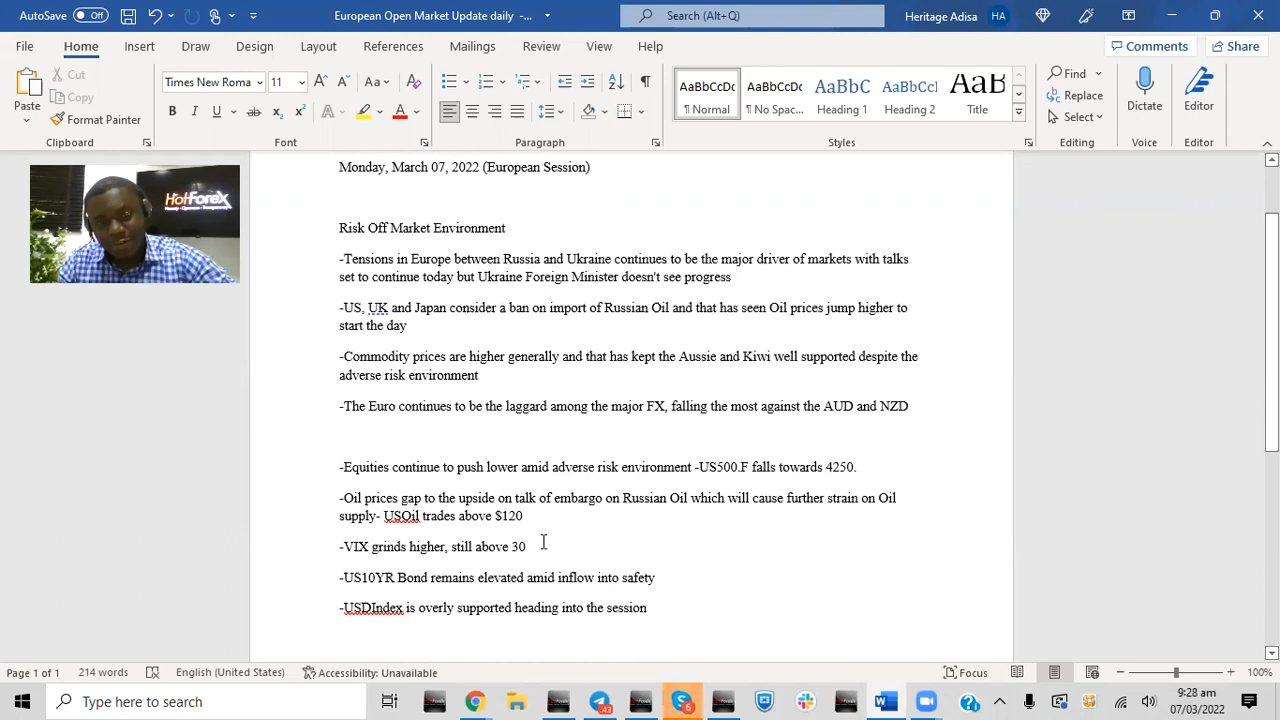 AutoSave Off European Off Market Update daily -...
Search (Alt+Q)
Heritage Adisa HA
File Home Insert Draw Design Layout References Mailings Review View Help Comments Share
Paste Cut Copy Format Painter Clipboard
Times New Roma 11 Aa Font
Paragraph
AaBbCcDc ¶ Normal AaBbCcDc ¶ No Spac... AaBbC Heading 1 AaBbCcI Heading 2 AaB Title Styles
Find Replace Select Editing
Dictate Voice
Editor Editor
HotForex
Monday, March 07, 2022 (European Session)
Risk Off Market Environment
-Tensions in Europe between Russia and Ukraine continues to be the major driver of markets with talks
set to continue today but Ukraine Foreign Minister doesn't see progress
-US, UK and Japan consider a ban on import of Russian Oil and that has seen Oil prices jump higher to
start the day
-Commodity prices are higher generally and that has kept the Aussie and Kiwi well supported despite the
adverse risk environment
-The Euro continues to be the laggard among the major FX, falling the most against the AUD and NZD
-Equities continue to push lower amid adverse risk environment -US500.F falls towards 4250.
-Oil prices gap to the upside on talk of embargo on Russian Oil which will cause further strain on Oil
supply- USOil trades above $120
-VIX grinds higher, still above 30
-US10YR Bond remains elevated amid inflow into safety
-USDIndex is overly supported heading into the session
Page 1 of 1 214 words English (United States) Accessibility: Unavailable Focus 100%
Type here to search
43
6
9:28 am
07/03/2022